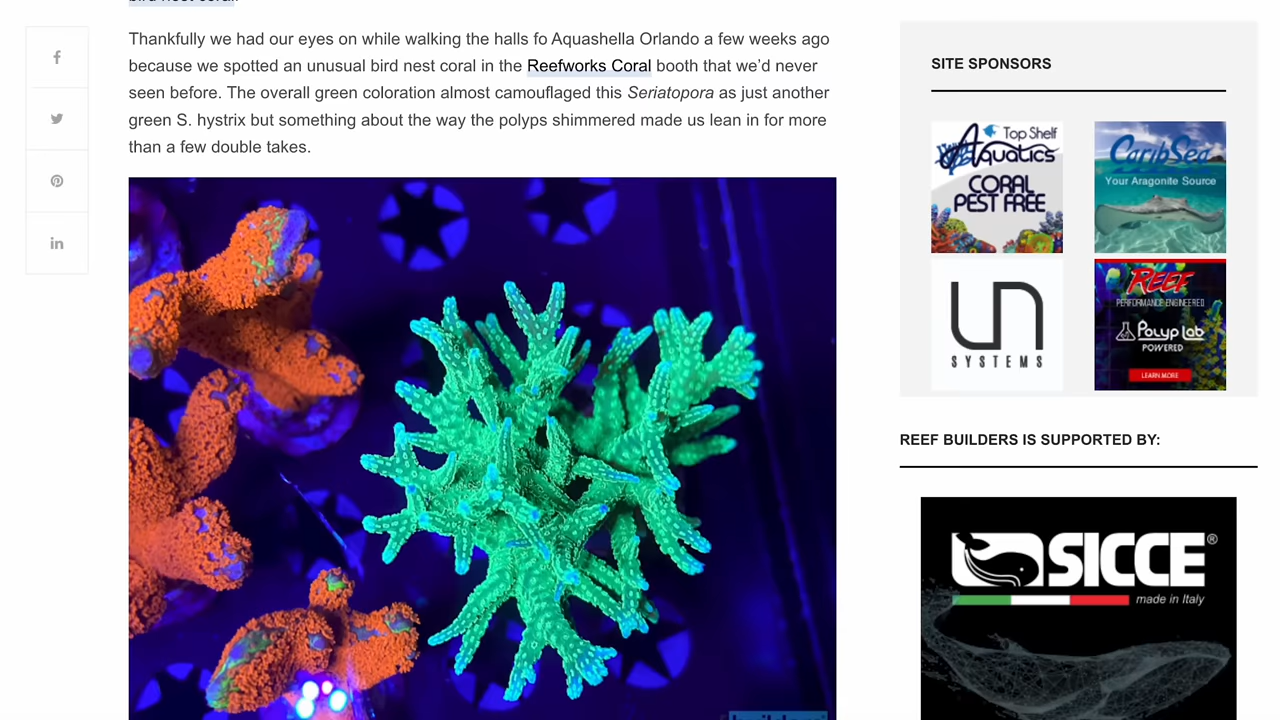 Thankfully we had our eyes on while walking the halls fo Aquashella Orlando a few weeks ago
because we spotted an unusual bird nest coral in the Reefworks Coral booth that we’d never
seen before. The overall green coloration almost camouflaged this Seriatopora as just another
green S. hystrix but something about the way the polyps shimmered made us lean in for more
than a few double takes.
SITE SPONSORS
Top Shelf
Aquatics
CORAL
PEST FREE
CaribSea
Your Aragonite Source
UN
SYSTEMS
REEF
PERFORMANCE ENGINEERED
Polyp Lab
POWERED
LEARN MORE
REEF BUILDERS IS SUPPORTED BY:
SICCE®
made in Italy